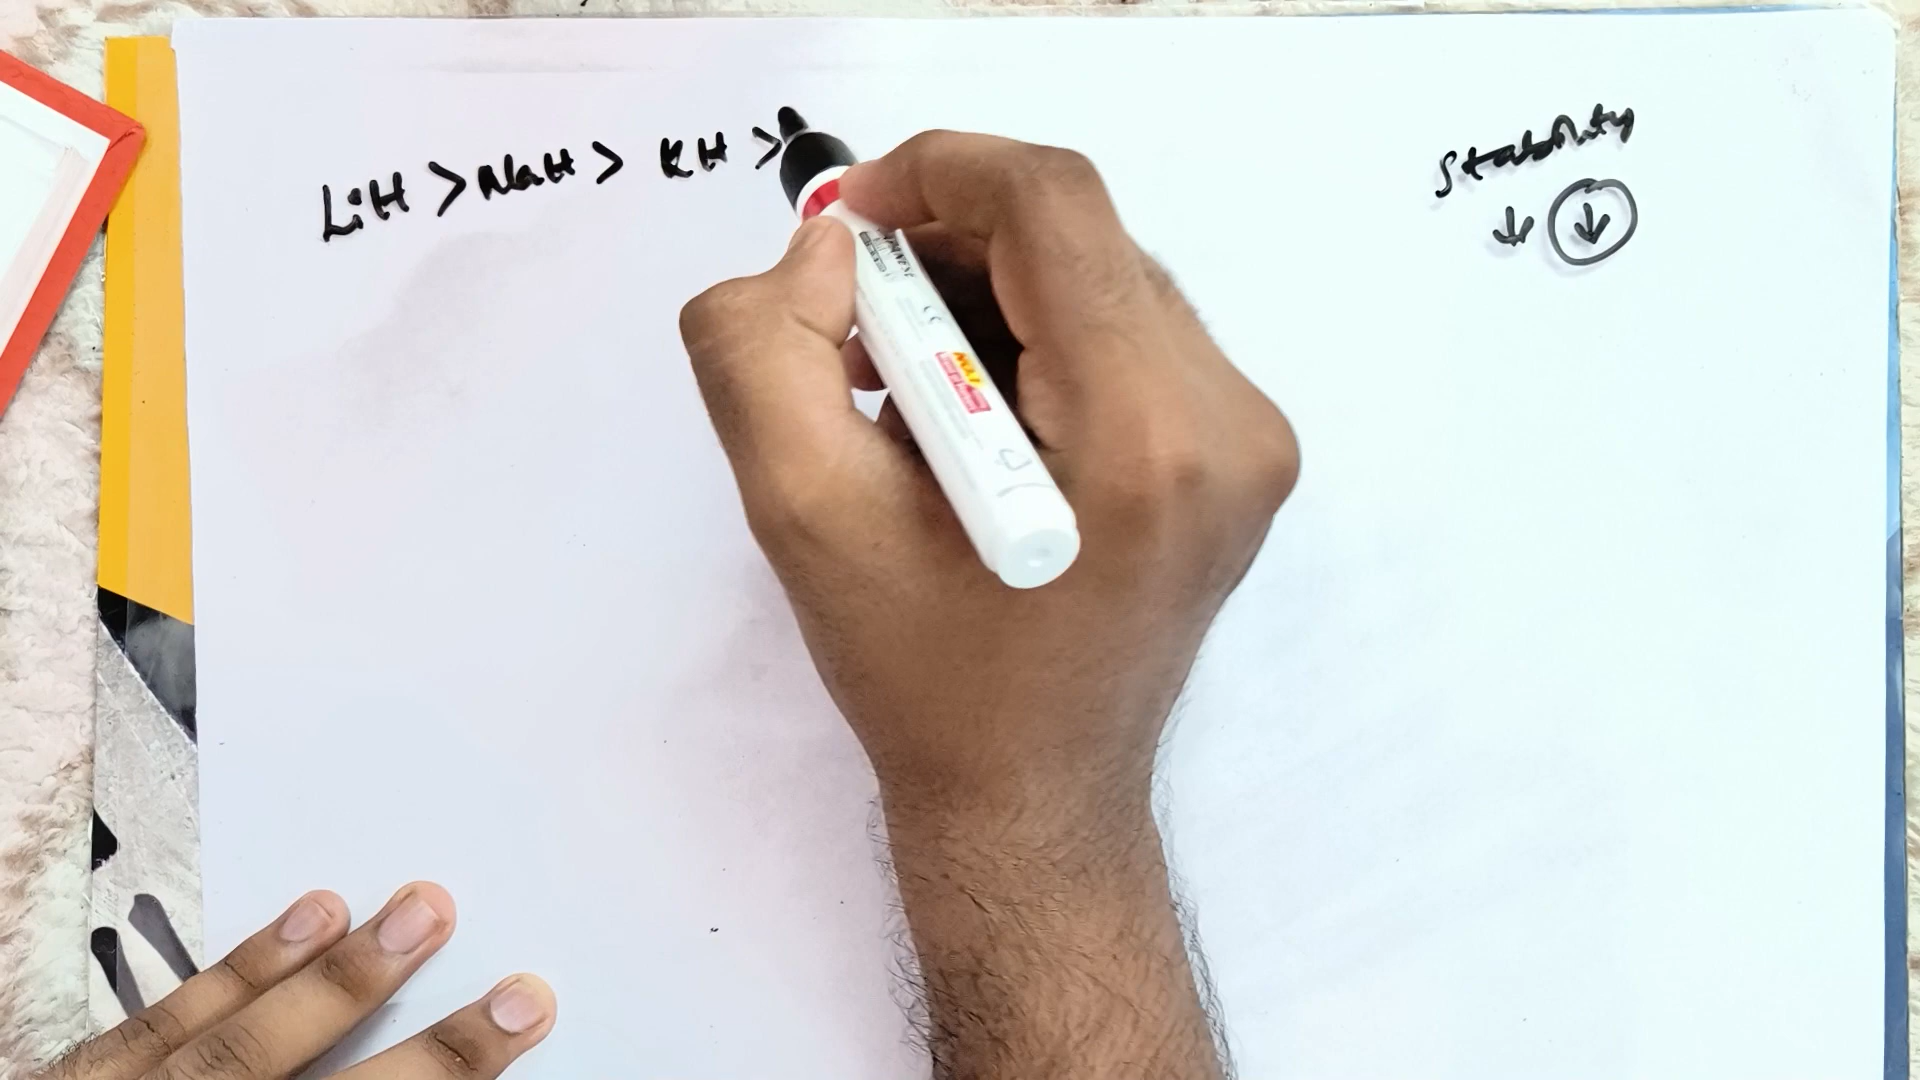 LiH > NaH > KH >
Stability
↓ ↓